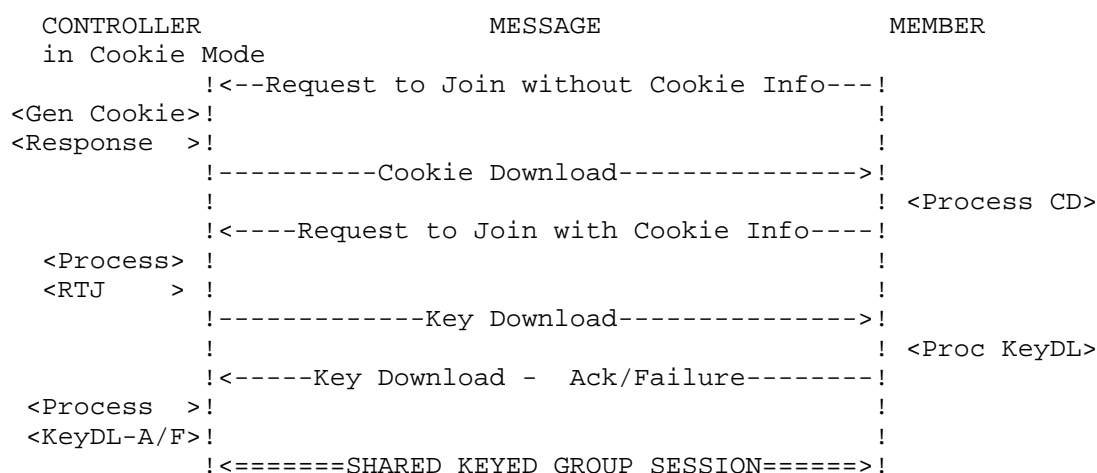 CONTROLLER                    MESSAGE                    MEMBER
in Cookie Mode
!<--Request to Join without Cookie Info---!
<Gen Cookie>!                                         !
<Response  >!                                         !
!----------Cookie Download--------------->!
!                                         ! <Process CD>
!<----Request to Join with Cookie Info----!
<Process> !                                         !
<RTJ     > !                                         !
!-------------Key Download--------------->!
!                                         ! <Proc KeyDL>
!<-----Key Download -  Ack/Failure--------!
<Process  >!                                         !
<KeyDL-A/F>!                                         !
!<=======SHARED KEYED GROUP SESSION======>!